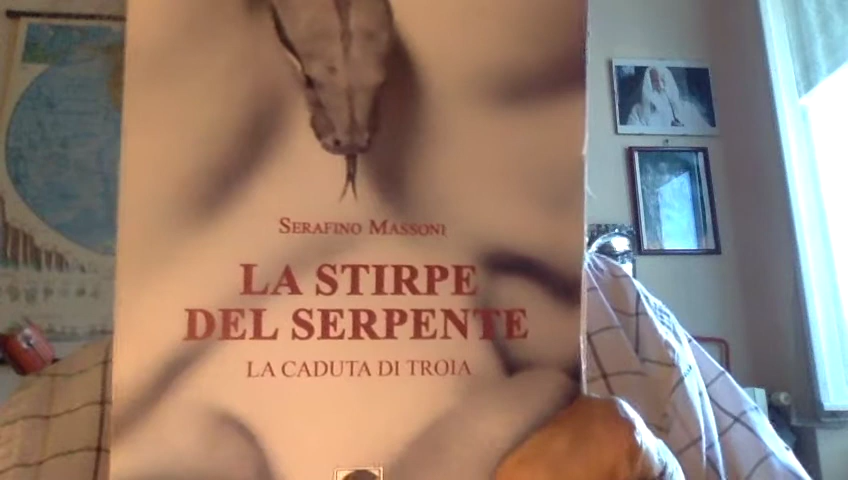 SERAFINO MASSONI
LA STIRPE
DEL SERPENTE
LA CADUTA DI TROIA